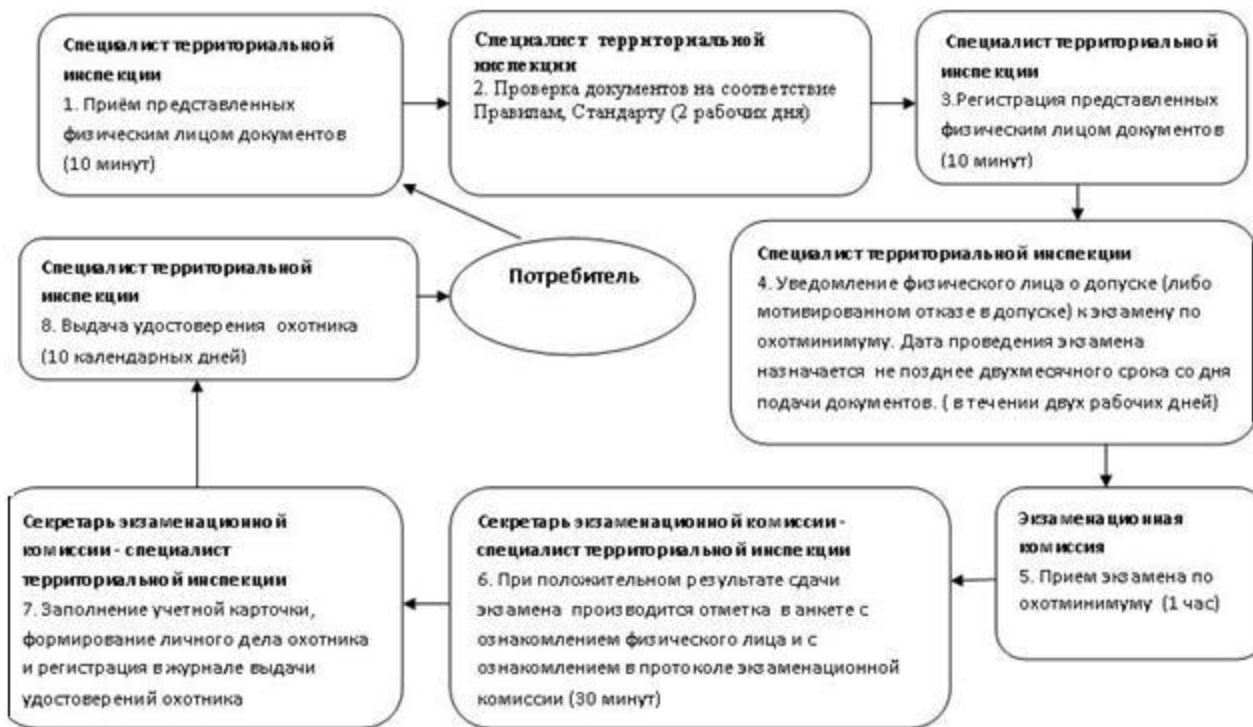 Специалист территориальной
инспекции
1. Приём представленных
физическим лицом документов
(10 минут)
Специалист территориальной
инспекции
2. Проверка документов на соответствие
Правилам, Стандарту (2 рабочих дня)
Специалист территориальной
инспекции
3.Регистрация представленных
физическим лицом документов
(10 минут)
Специалист территориальной инспекции
4. Уведомление физического лица о допуске (либо
мотивированном отказе в допуске) к экзамену по
охотминимуму. Дата проведения экзамена
назначается не позднее двухмесячного срока со дня
подачи документов. ( в течении двух рабочих дней)
Экзаменационная
комиссия
5. Прием экзамена по
охотминимуму (1 час)
Секретарь экзаменационной комиссии -
специалист территориальной инспекции
6. При положительном результате сдачи
экзамена производится отметка в анкете с
ознакомлением физического лица и с
ознакомлением в протоколе экзаменационной
комиссии (30 минут)
Секретарь экзаменационной
комиссии - специалист
территориальной инспекции
7. Заполнение учетной карточки,
формирование личного дела охотника
и регистрация в журнале выдачи
удостоверений охотника
Специалист территориальной
инспекции
8. Выдача удостоверения охотника
(10 календарных дней)
Потребитель